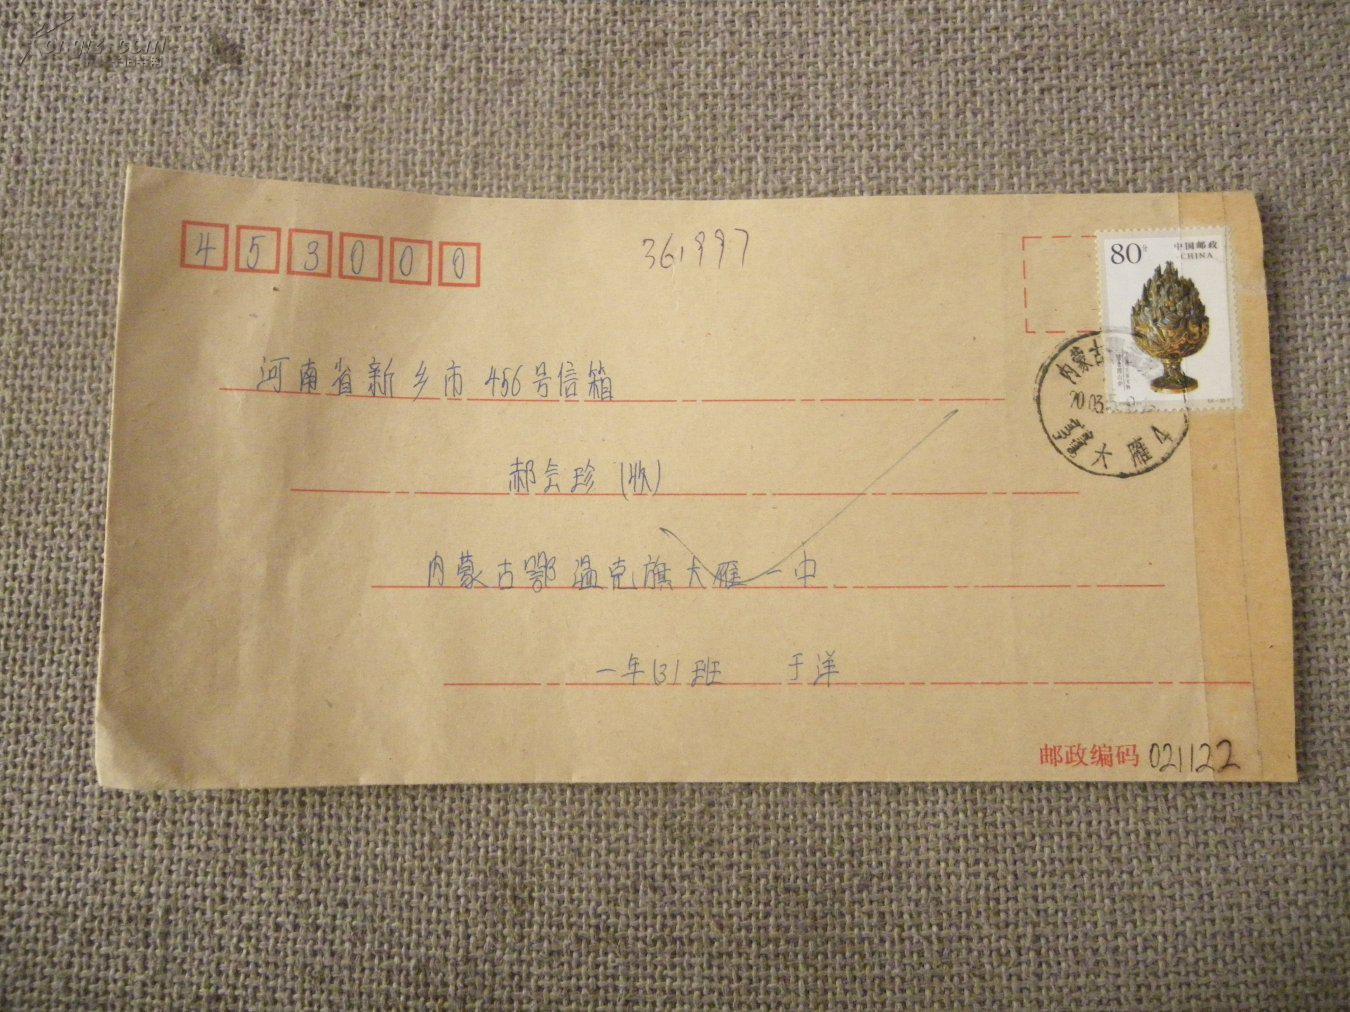 453000
361997
80分
中国邮政
CHINA
河南省新乡市456号信箱
郝会珍（收）
内蒙古鄂温克旗大雁一中
一年（3）班 于洋
内蒙古
大雁4
邮政编码 021122